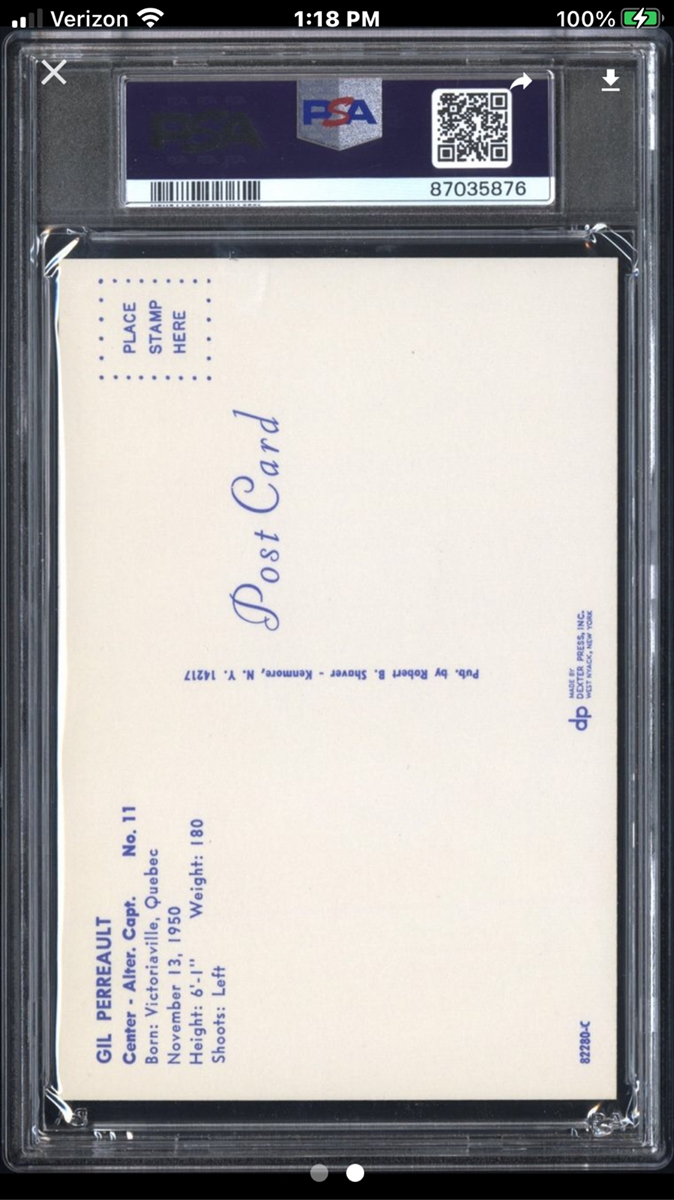 Verizon
1:18 PM
100%
PSA
PSA
87035876
PLACE
STAMP
HERE
Post Card
Pub. by Robert B. Shaver - Kenmore, N. Y. 14217
GIL PERREAULT
Center - Alter. Capt. No. 11
Born: Victoriaville, Quebec
November 13, 1950
Height: 6'-1" Weight: 180
Shoots: Left
dp
MADE BY
DEXTER PRESS, INC.
WEST NYACK, NEW YORK
82280-C